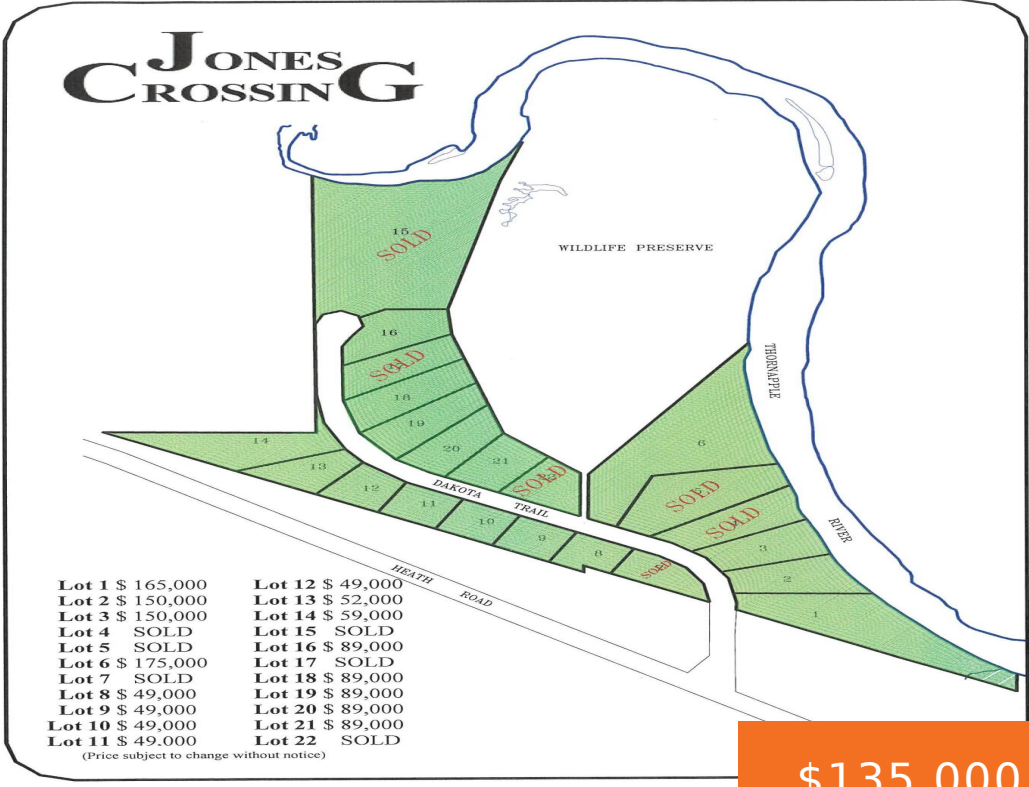 JONES
CROSSING
15
SOLD
WILDLIFE PRESERVE
16
SOLD
THORNAPPLE
18
19
6
14
20
13
21
SOLD
SOLD
12
DAKOTA
TRAIL
11
SOLD
10
RIVER
9
3
8
SOLD
2
HEATH
ROAD
1
Lot 1 $ 165,000
Lot 2 $ 150,000
Lot 3 $ 150,000
Lot 4 SOLD
Lot 5 SOLD
Lot 6 $ 175,000
Lot 7 SOLD
Lot 8 $ 49,000
Lot 9 $ 49,000
Lot 10 $ 49,000
Lot 11 $ 49.000
Lot 12 $ 49,000
Lot 13 $ 52,000
Lot 14 $ 59,000
Lot 15 SOLD
Lot 16 $ 89,000
Lot 17 SOLD
Lot 18 $ 89,000
Lot 19 $ 89,000
Lot 20 $ 89,000
Lot 21 $ 89,000
Lot 22 SOLD
(Price subject to change without notice)
$135,000